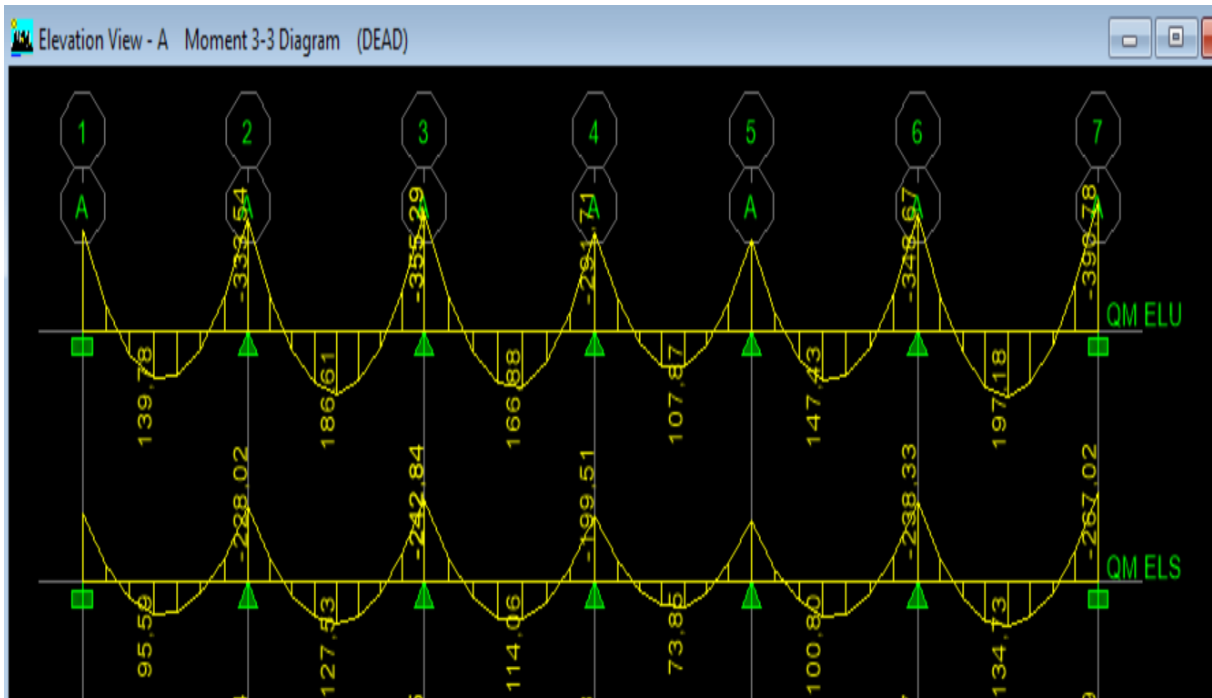 Elevation View - A Moment 3-3 Diagram (DEAD)
1 2 3 4 5 6 7
A A A A A A A
-333,54 -355,29 -291,71 -348,67 -390,78
QM ELU
139,78 186,61 166,88 107,87 147,43 197,18
-228,02 -242,84 -199,51 -238,33 -267,02
QM ELS
95,59 127,53 114,06 73,85 100,80 134,73